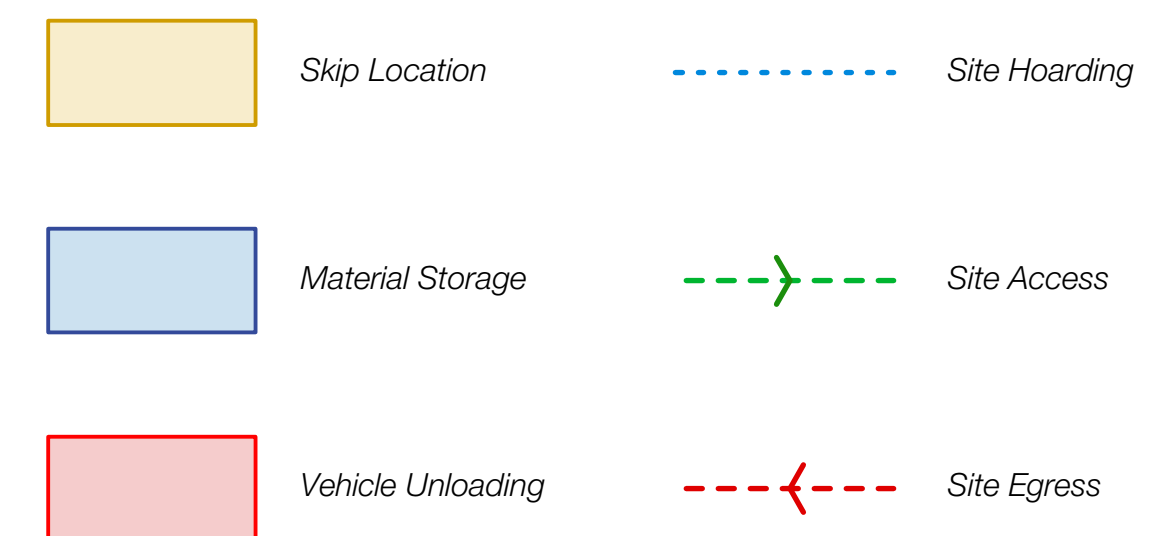 Skip Location
Site Hoarding
Material Storage
Site Access
Vehicle Unloading
Site Egress